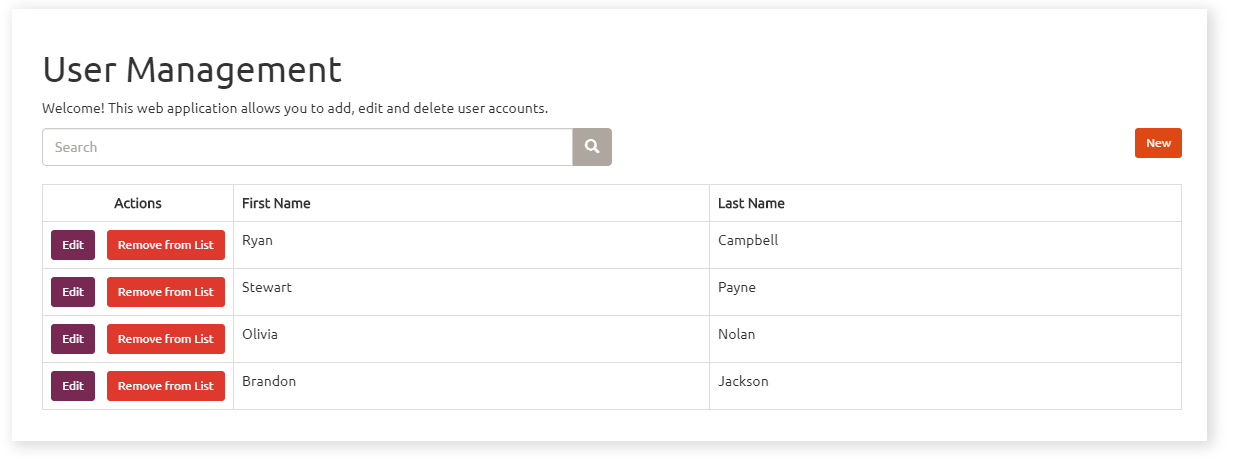 User Management
Welcome! This web application allows you to add, edit and delete user accounts.
Search
New
Actions First Name Last Name
Edit Remove from List Ryan Campbell
Edit Remove from List Stewart Payne
Edit Remove from List Olivia Nolan
Edit Remove from List Brandon Jackson